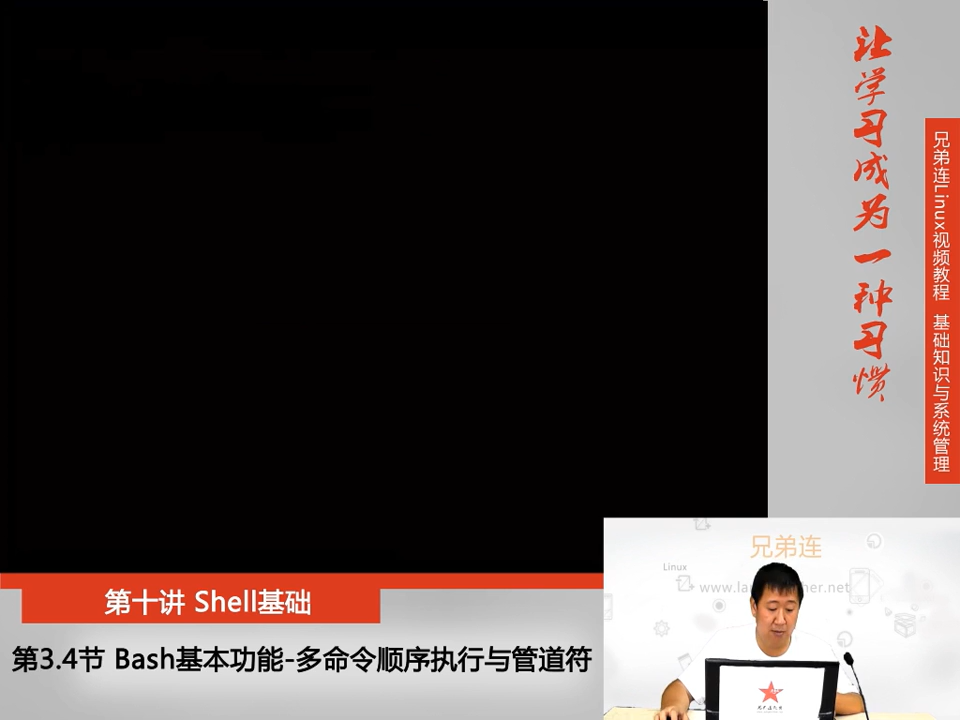 让学习成为一种习惯
兄弟连Linux视频教程 基础知识与系统管理
第十讲 Shell基础
第3.4节 Bash基本功能-多命令顺序执行与管道符
兄弟连
Linux